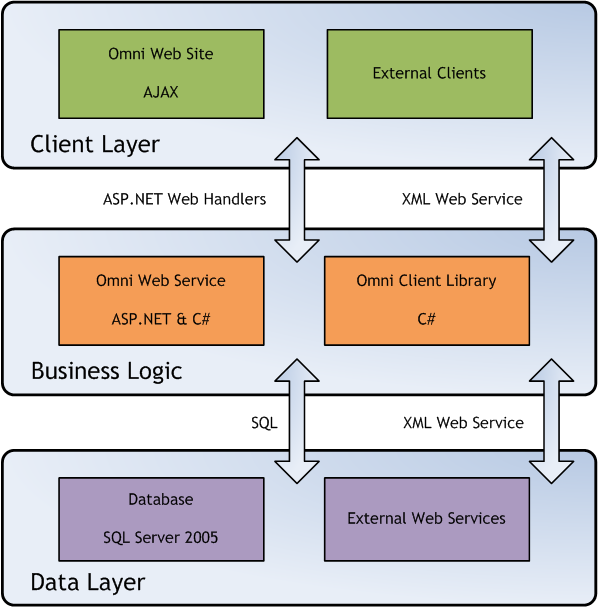 Omni Web Site
AJAX
External Clients
Client Layer
ASP.NET Web Handlers
XML Web Service
Omni Web Service
ASP.NET & C#
Omni Client Library
C#
Business Logic
SQL
XML Web Service
Database
SQL Server 2005
External Web Services
Data Layer